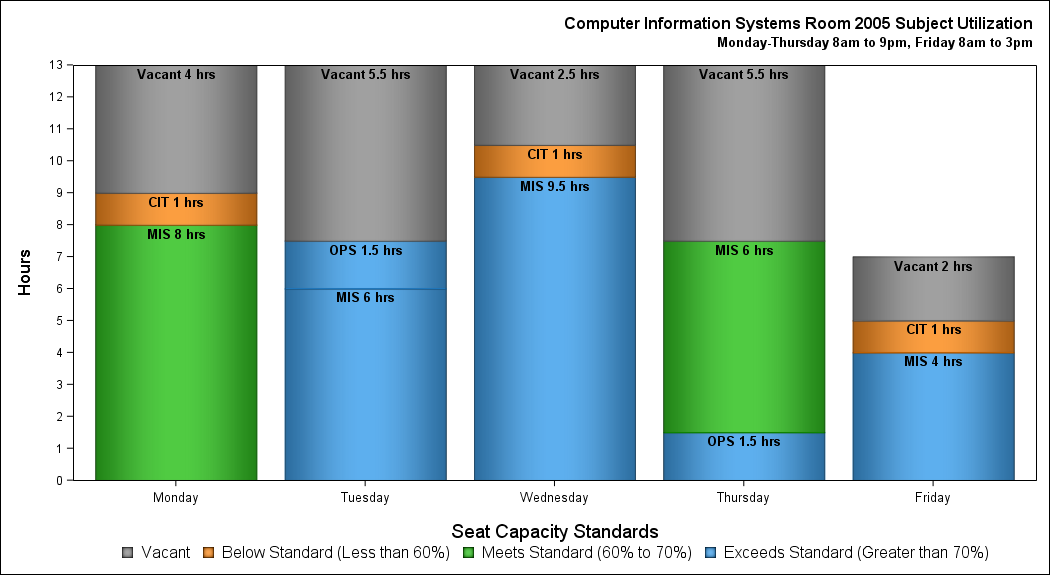 Computer Information Systems Room 2005 Subject Utilization
Monday-Thursday 8am to 9pm, Friday 8am to 3pm
Hours
13
12
11
10
9
8
7
6
5
4
3
2
1
0
Vacant 4 hrs
CIT 1 hrs
MIS 8 hrs
Vacant 5.5 hrs
OPS 1.5 hrs
MIS 6 hrs
Vacant 2.5 hrs
CIT 1 hrs
MIS 9.5 hrs
Vacant 5.5 hrs
MIS 6 hrs
OPS 1.5 hrs
Vacant 2 hrs
CIT 1 hrs
MIS 4 hrs
Monday Tuesday Wednesday Thursday Friday
Seat Capacity Standards
Vacant Below Standard (Less than 60%) Meets Standard (60% to 70%) Exceeds Standard (Greater than 70%)